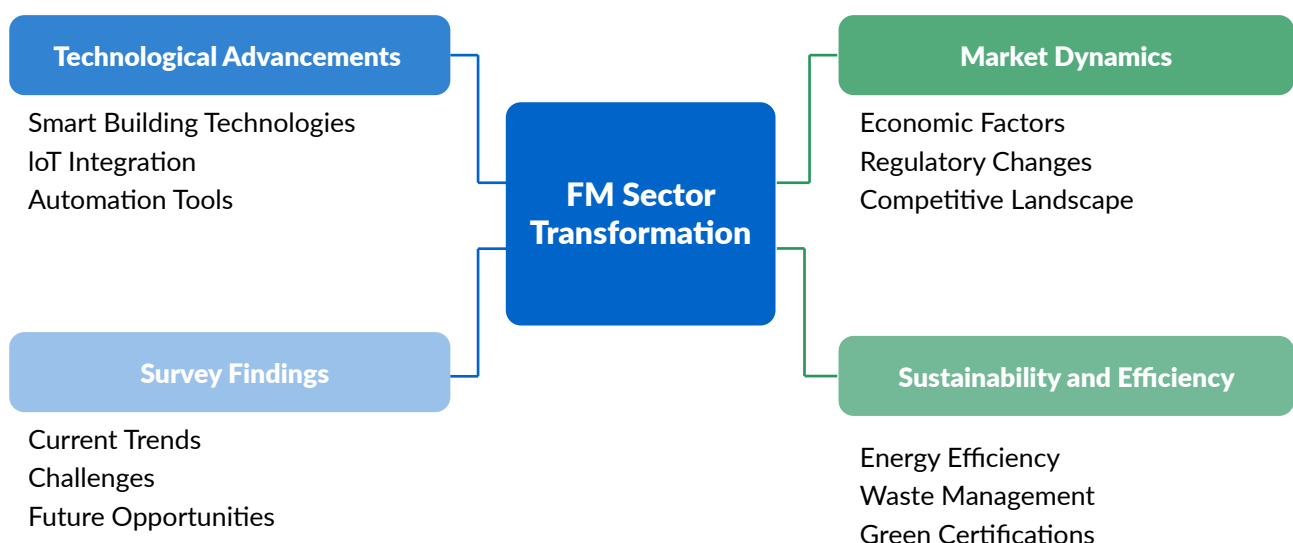 Technological Advancements
Smart Building Technologies
IoT Integration
Automation Tools
Market Dynamics
Economic Factors
Regulatory Changes
Competitive Landscape
FM Sector
Transformation
Survey Findings
Current Trends
Challenges
Future Opportunities
Sustainability and Efficiency
Energy Efficiency
Waste Management
Green Certifications